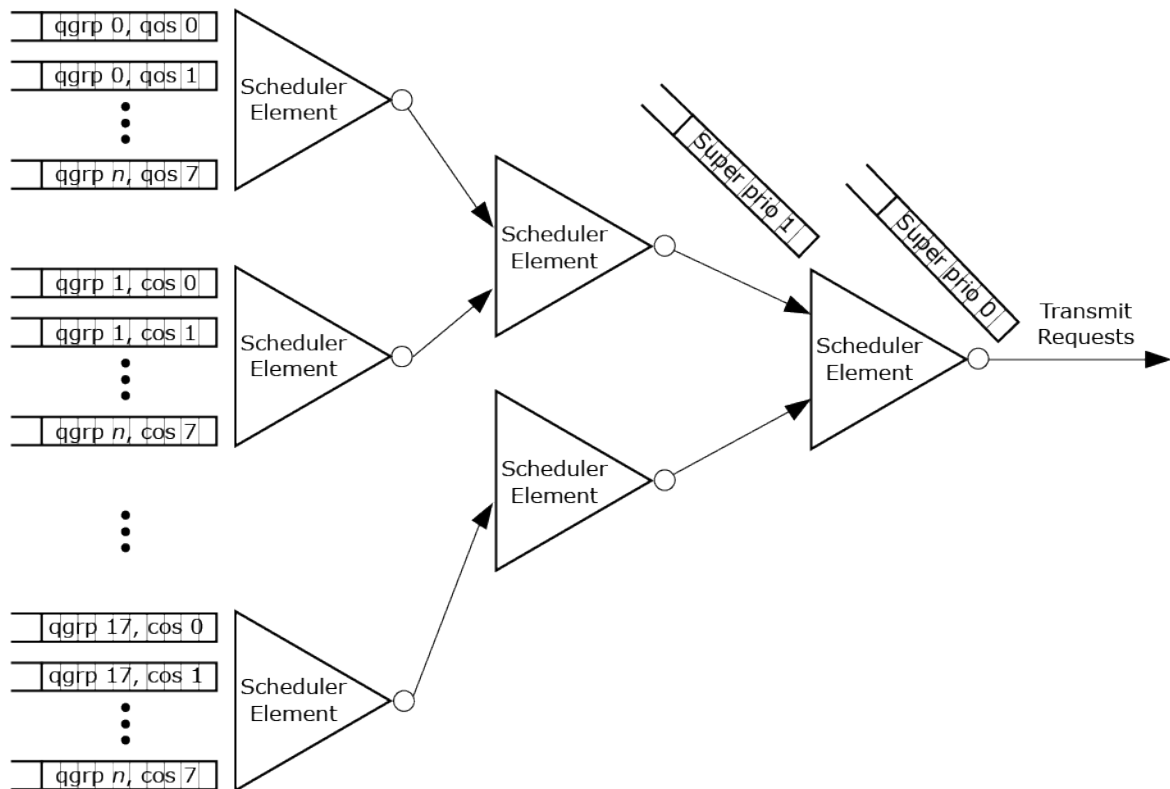 qgrp 0, qos 0
qgrp 0, qos 1
qgrp n, qos 7
Scheduler
Element
qgrp 1, cos 0
qgrp 1, cos 1
qgrp n, cos 7
Scheduler
Element
qgrp 17, cos 0
qgrp 17, cos 1
qgrp n, cos 7
Scheduler
Element
Scheduler
Element
Scheduler
Element
Super prio 1
Super prio 0
Scheduler
Element
Transmit
Requests